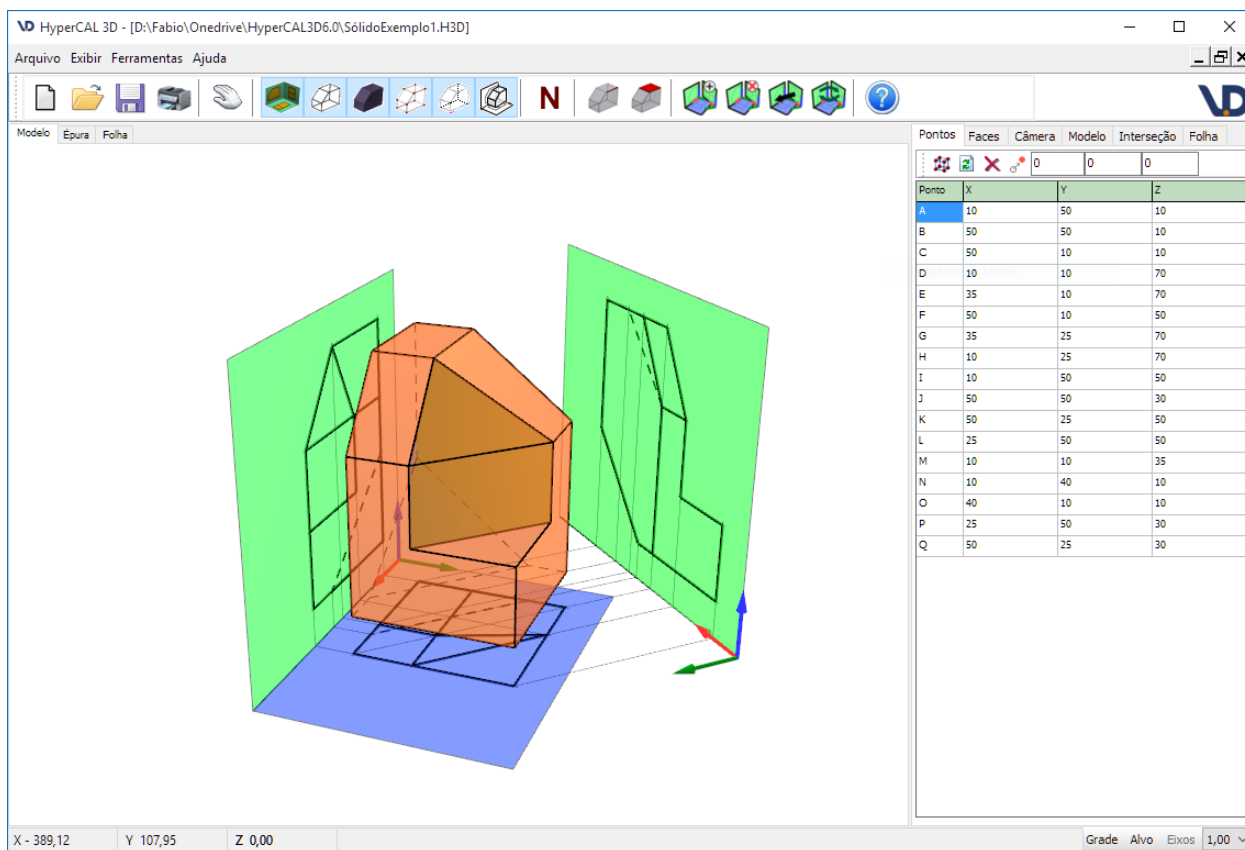 HyperCAL 3D - [D:\Fabio\Onedrive\HyperCAL3D6.0\SólidoExemplo1.H3D]
Arquivo Exibir Ferramentas Ajuda
N
?
Modelo Épura Folha
Pontos Faces Câmera Modelo Interseção Folha
0 0 0
Ponto X Y Z
A 10 50 10
B 50 50 10
C 50 10 10
D 10 10 70
E 35 10 70
F 50 10 50
G 35 25 70
H 10 25 70
I 10 50 50
J 50 50 30
K 50 25 50
L 25 50 50
M 10 10 35
N 10 40 10
O 40 10 10
P 25 50 30
Q 50 25 30
X - 389,12 Y 107,95 Z 0,00
Grade Alvo Eixos 1,00